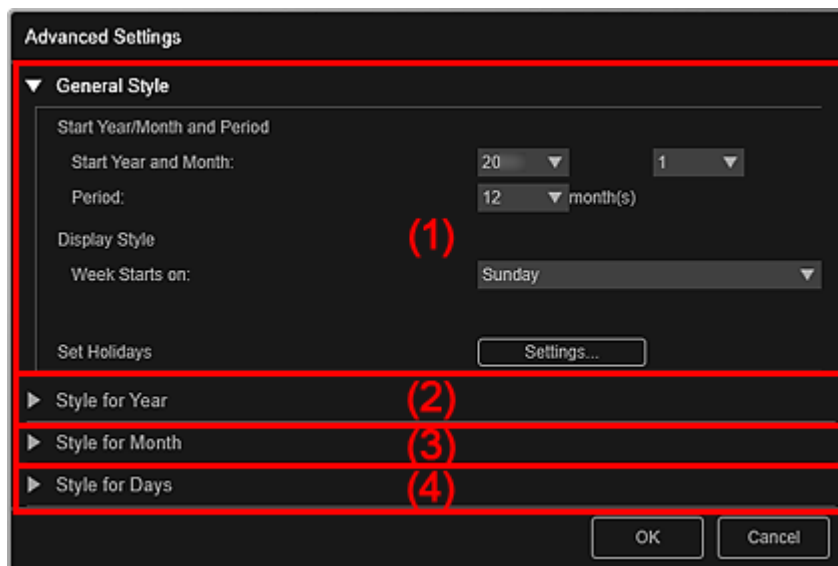 Advanced Settings
General Style
Start Year/Month and Period
Start Year and Month: 20 1
Period: 12 month(s)
(1)
Display Style
Week Starts on: Sunday
Set Holidays Settings...
Style for Year (2)
Style for Month (3)
Style for Days (4)
OK Cancel